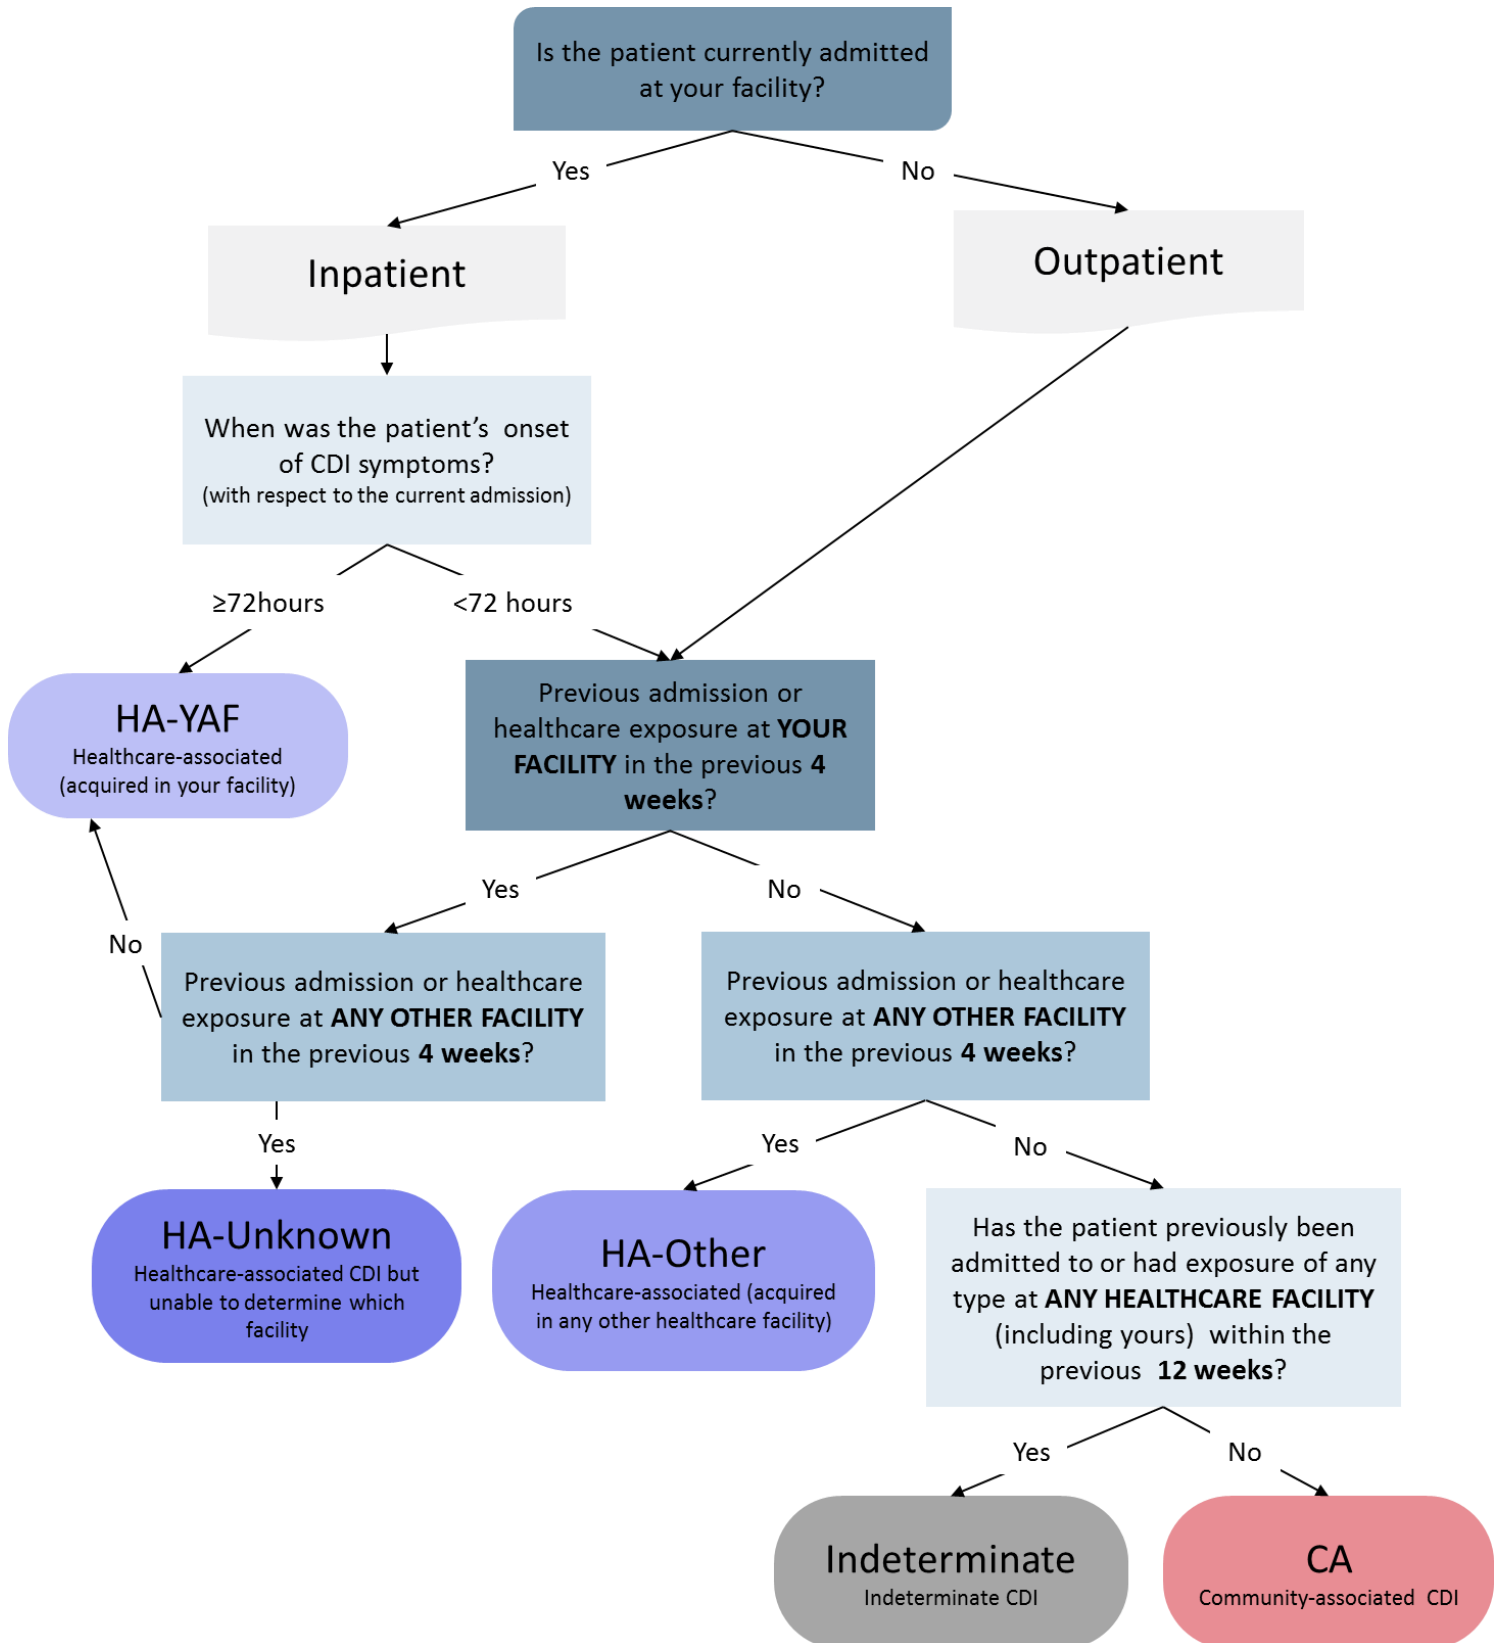 Is the patient currently admitted
at your facility?
Yes
No
Inpatient
Outpatient
When was the patient’s  onset
of CDI symptoms?
(with respect to the current admission)
≥72hours
<72 hours
HA-YAF
Healthcare-associated
(acquired in your facility)
Previous admission or
healthcare exposure at YOUR
FACILITY in the previous 4
weeks?
Yes
No
No
Previous admission or healthcare
exposure at ANY OTHER FACILITY
in the previous 4 weeks?
Previous admission or healthcare
exposure at ANY OTHER FACILITY
in the previous 4 weeks?
Yes
Yes
No
HA-Unknown
Healthcare-associated CDI but
unable to determine which
facility
HA-Other
Healthcare-associated (acquired
in any other healthcare facility)
Has the patient previously been
admitted to or had exposure of any
type at ANY HEALTHCARE FACILITY
(including yours)  within the
previous  12 weeks?
Yes
No
Indeterminate
Indeterminate CDI
CA
Community-associated  CDI